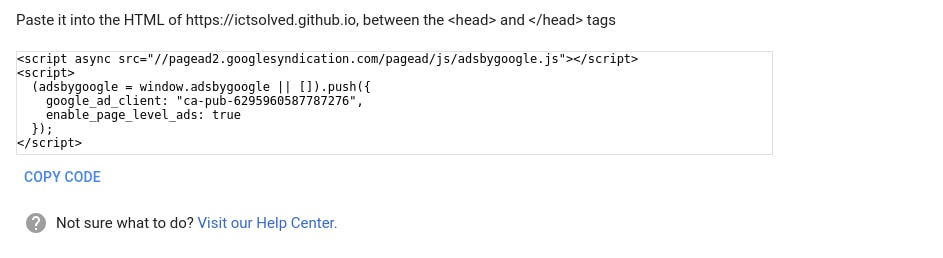 Paste it into the HTML of https://ictsolved.github.io, between the <head> and </head> tags
<script async src="//pagead2.googlesyndication.com/pagead/js/adsbygoogle.js"></script>
<script>
  (adsbygoogle = window.adsbygoogle || []).push({
    google_ad_client: "ca-pub-6295960587787276",
    enable_page_level_ads: true
  });
</script>
COPY CODE
? Not sure what to do? Visit our Help Center.